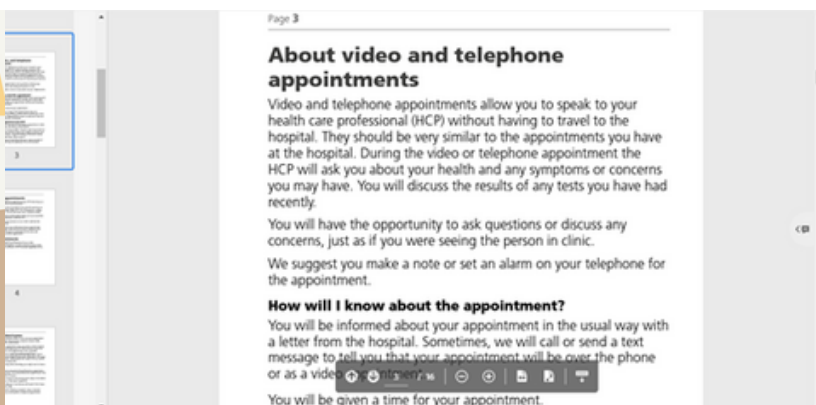 Page 3
About video and telephone
appointments
Video and telephone appointments allow you to speak to your
health care professional (HCP) without having to travel to the
hospital. They should be very similar to the appointments you have
at the hospital. During the video or telephone appointment the
HCP will ask you about your health and any symptoms or concerns
you may have. You will discuss the results of any tests you have had
recently.
You will have the opportunity to ask questions or discuss any
concerns, just as if you were seeing the person in clinic.
We suggest you make a note or set an alarm on your telephone for
the appointment.
How will I know about the appointment?
You will be informed about your appointment in the usual way with
a letter from the hospital. Sometimes, we will call or send a text
message to tell you that your appointment will be over the phone
or as a video
You will be given a time for your appointment.
3
4